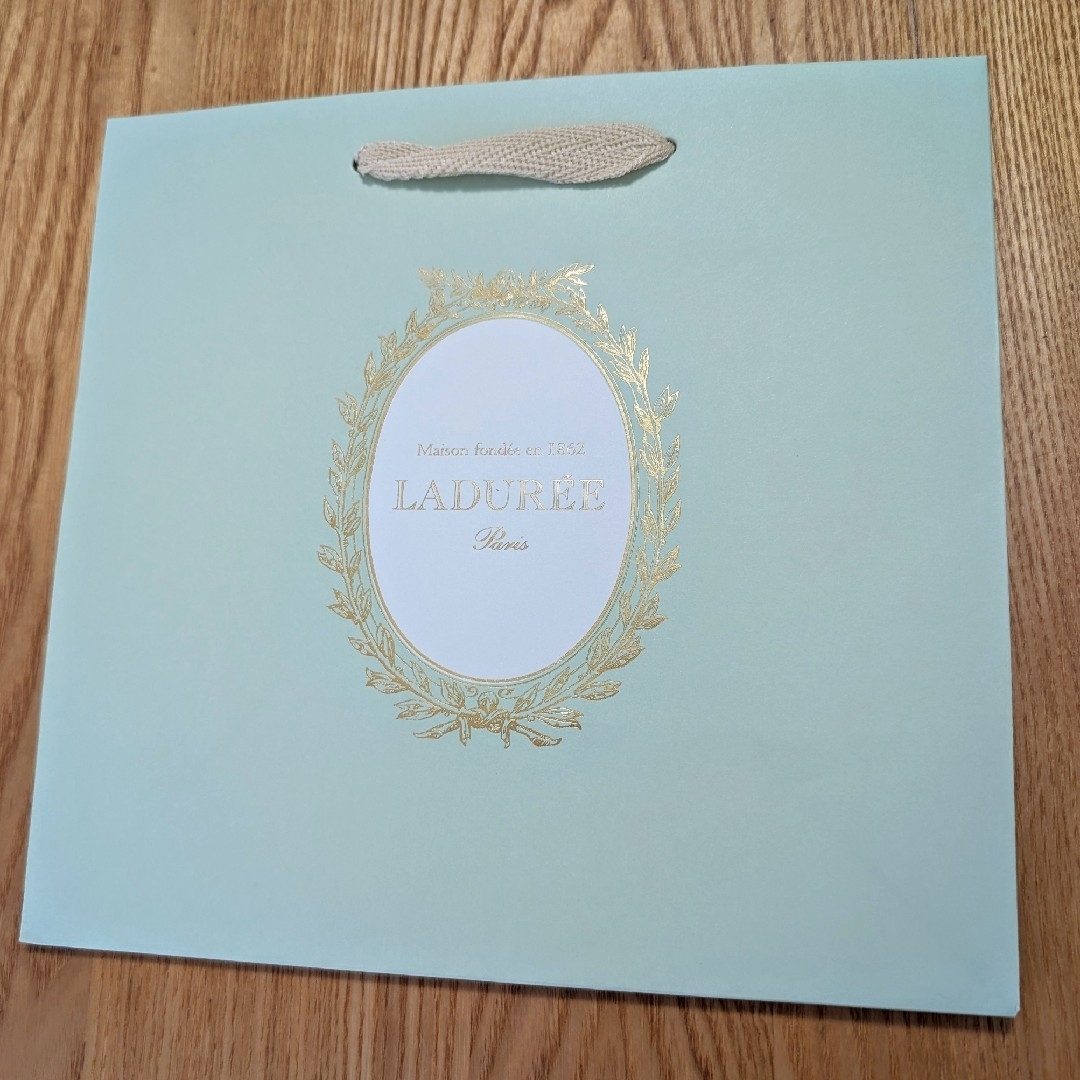 Maison fondée en 1862
LADURÉE
Paris